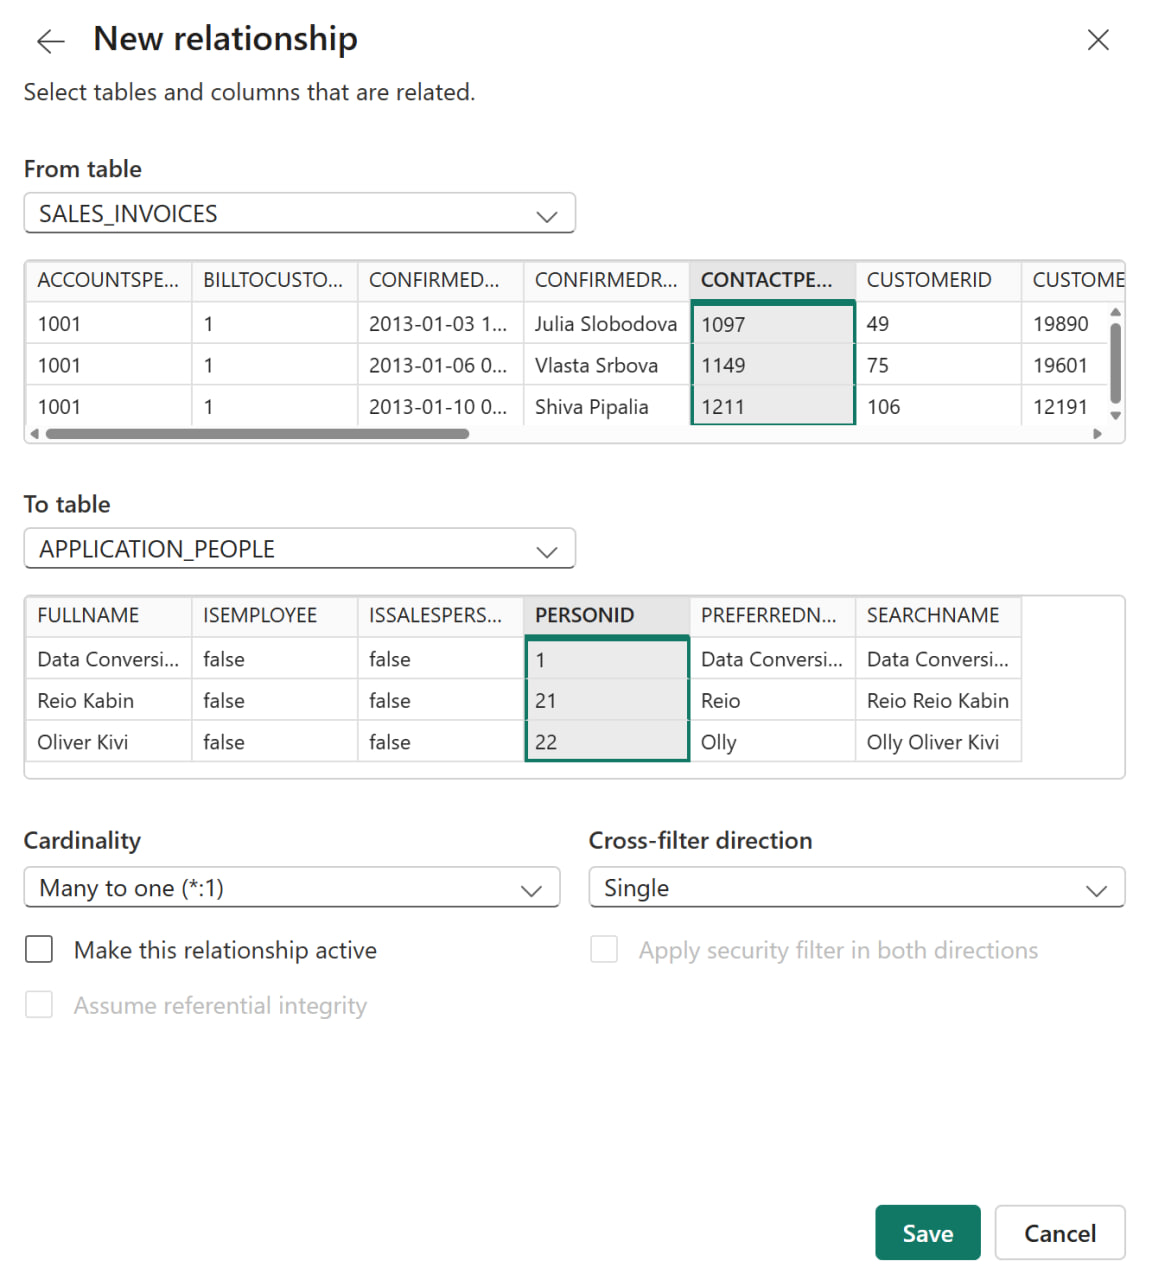 New relationship
Select tables and columns that are related.
From table
SALES_INVOICES
ACCOUNTSPE... BILLTOCUSTO... CONFIRMED... CONFIRMEDR... CONTACTPE... CUSTOMERID CUSTOME
1001 1 2013-01-03 1... Julia Slobodova 1097 49 19890
1001 1 2013-01-06 0... Vlasta Srbova 1149 75 19601
1001 1 2013-01-10 0... Shiva Pipalia 1211 106 12191
To table
APPLICATION_PEOPLE
FULLNAME ISEMPLOYEE ISSALESPERS... PERSONID PREFERREDN... SEARCHNAME
Data Conversi... false false 1 Data Conversi... Data Conversi...
Reio Kabin false false 21 Reio Reio Reio Kabin
Oliver Kivi false false 22 Olly Olly Oliver Kivi
Cardinality Cross-filter direction
Many to one (*:1) Single
Make this relationship active Apply security filter in both directions
Assume referential integrity
Save Cancel